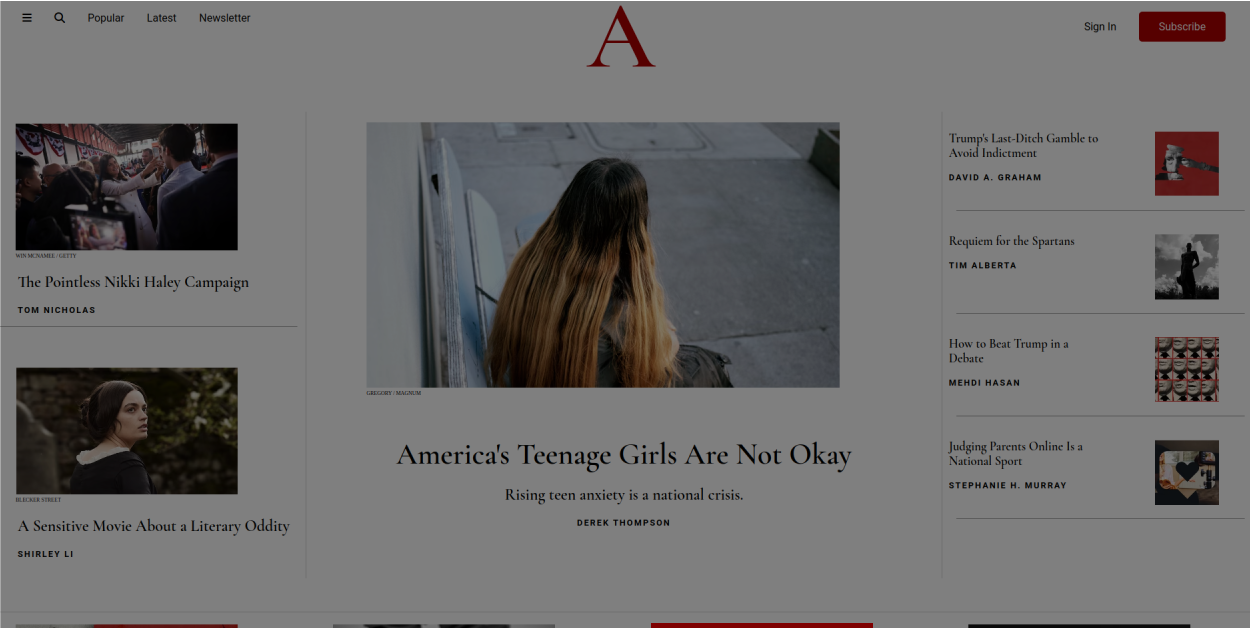 Popular Latest Newsletter
A
Sign In Subscribe
WIN MCNAMEE / GETTY
The Pointless Nikki Haley Campaign
TOM NICHOLAS
BLECKER STREET
A Sensitive Movie About a Literary Oddity
SHIRLEY LI
GREGORY / MAGNUM
America's Teenage Girls Are Not Okay
Rising teen anxiety is a national crisis.
DEREK THOMPSON
Trump's Last-Ditch Gamble to
Avoid Indictment
DAVID A. GRAHAM
Requiem for the Spartans
TIM ALBERTA
How to Beat Trump in a
Debate
MEHDI HASAN
Judging Parents Online Is a
National Sport
STEPHANIE H. MURRAY